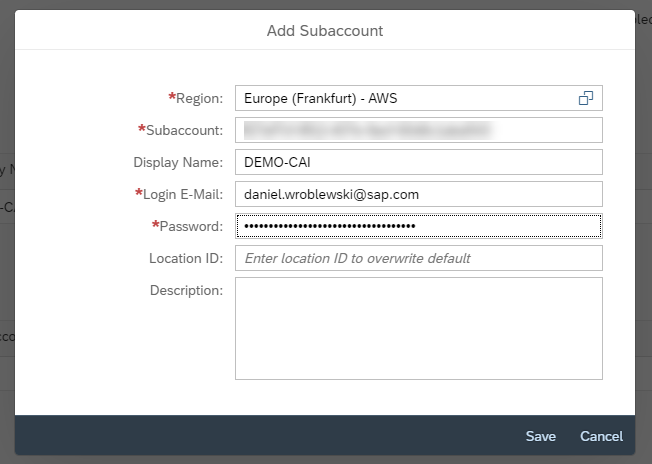 Add Subaccount
*Region: Europe (Frankfurt) - AWS
*Subaccount:
Display Name: DEMO-CAI
*Login E-Mail: daniel.wroblewski@sap.com
*Password: ••••••••••••••••••••••••••••••••••
Location ID: Enter location ID to overwrite default
Description:
Save Cancel